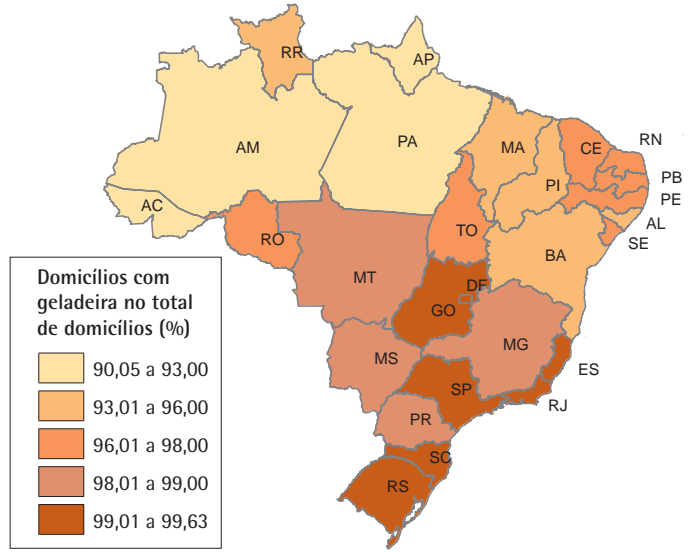 RR
AP
AM
PA
MA
CE
RN
PI
PB
PE
AC
AL
TO
SE
RO
BA
MT
DF
GO
MG
MS
ES
SP
RJ
PR
SC
RS
Domicílios com
geladeira no total
de domicílios (%)
90,05 a 93,00
93,01 a 96,00
96,01 a 98,00
98,01 a 99,00
99,01 a 99,63